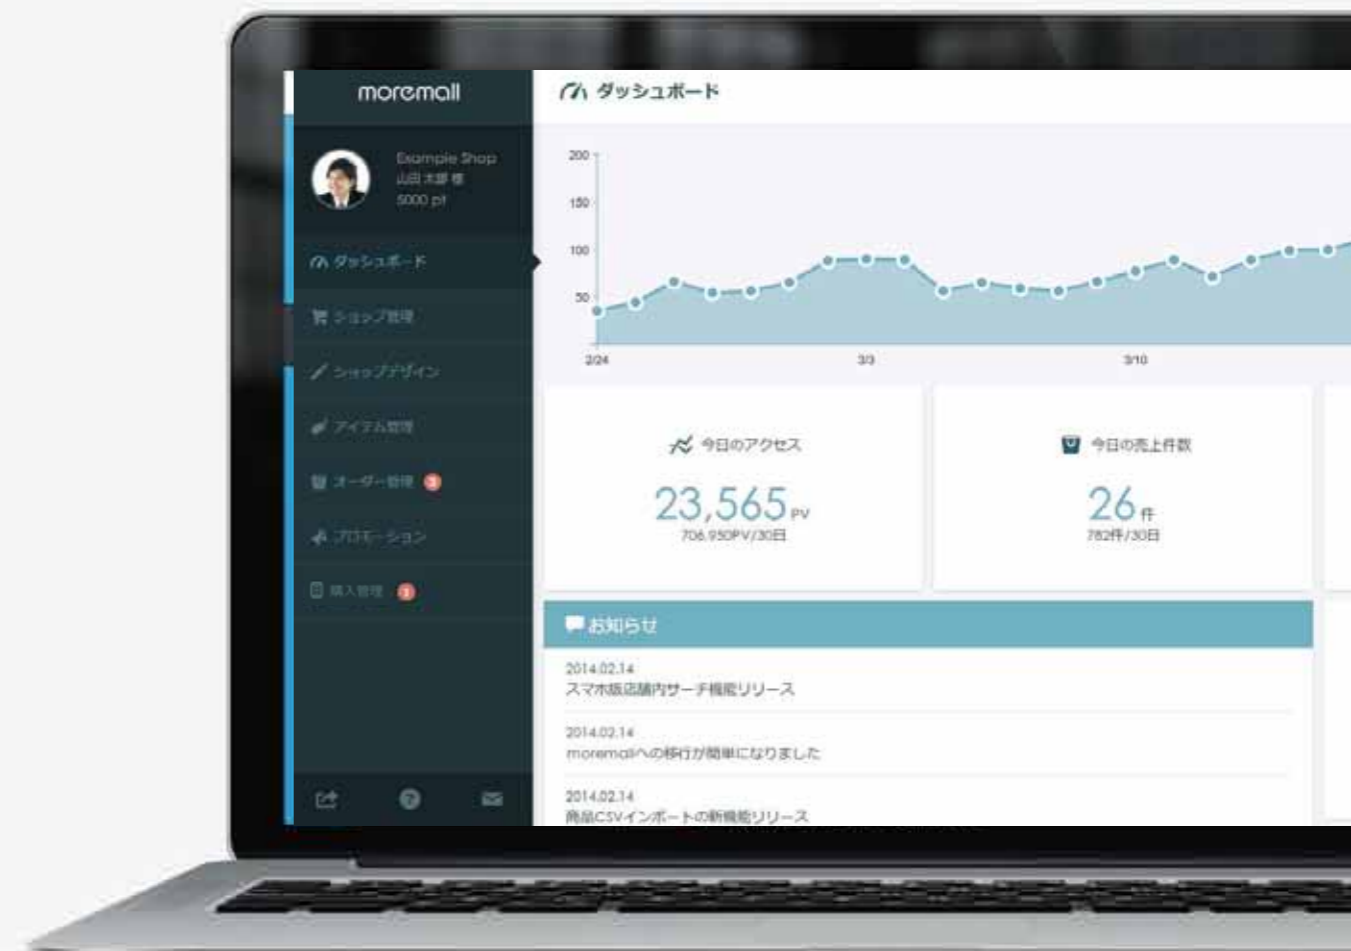 moremall
ダッシュボード
Example Shop
山田 太郎 様
5000 pt
ダッシュボード
ショップ管理
ショップデザイン
アイテム管理
オーダー管理 3
プロモーション
購入管理
200
150
100
50
2/24
3/3
3/10
今日のアクセス
23,565 PV
706,950PV/30日
今日の売上件数
26 件
782件/30日
お知らせ
2014.02.14
スマホ版店舗内サーチ機能リリース
2014.02.14
moremallへの移行が簡単になりました
2014.02.14
商品CSVインポートの新機能リリース